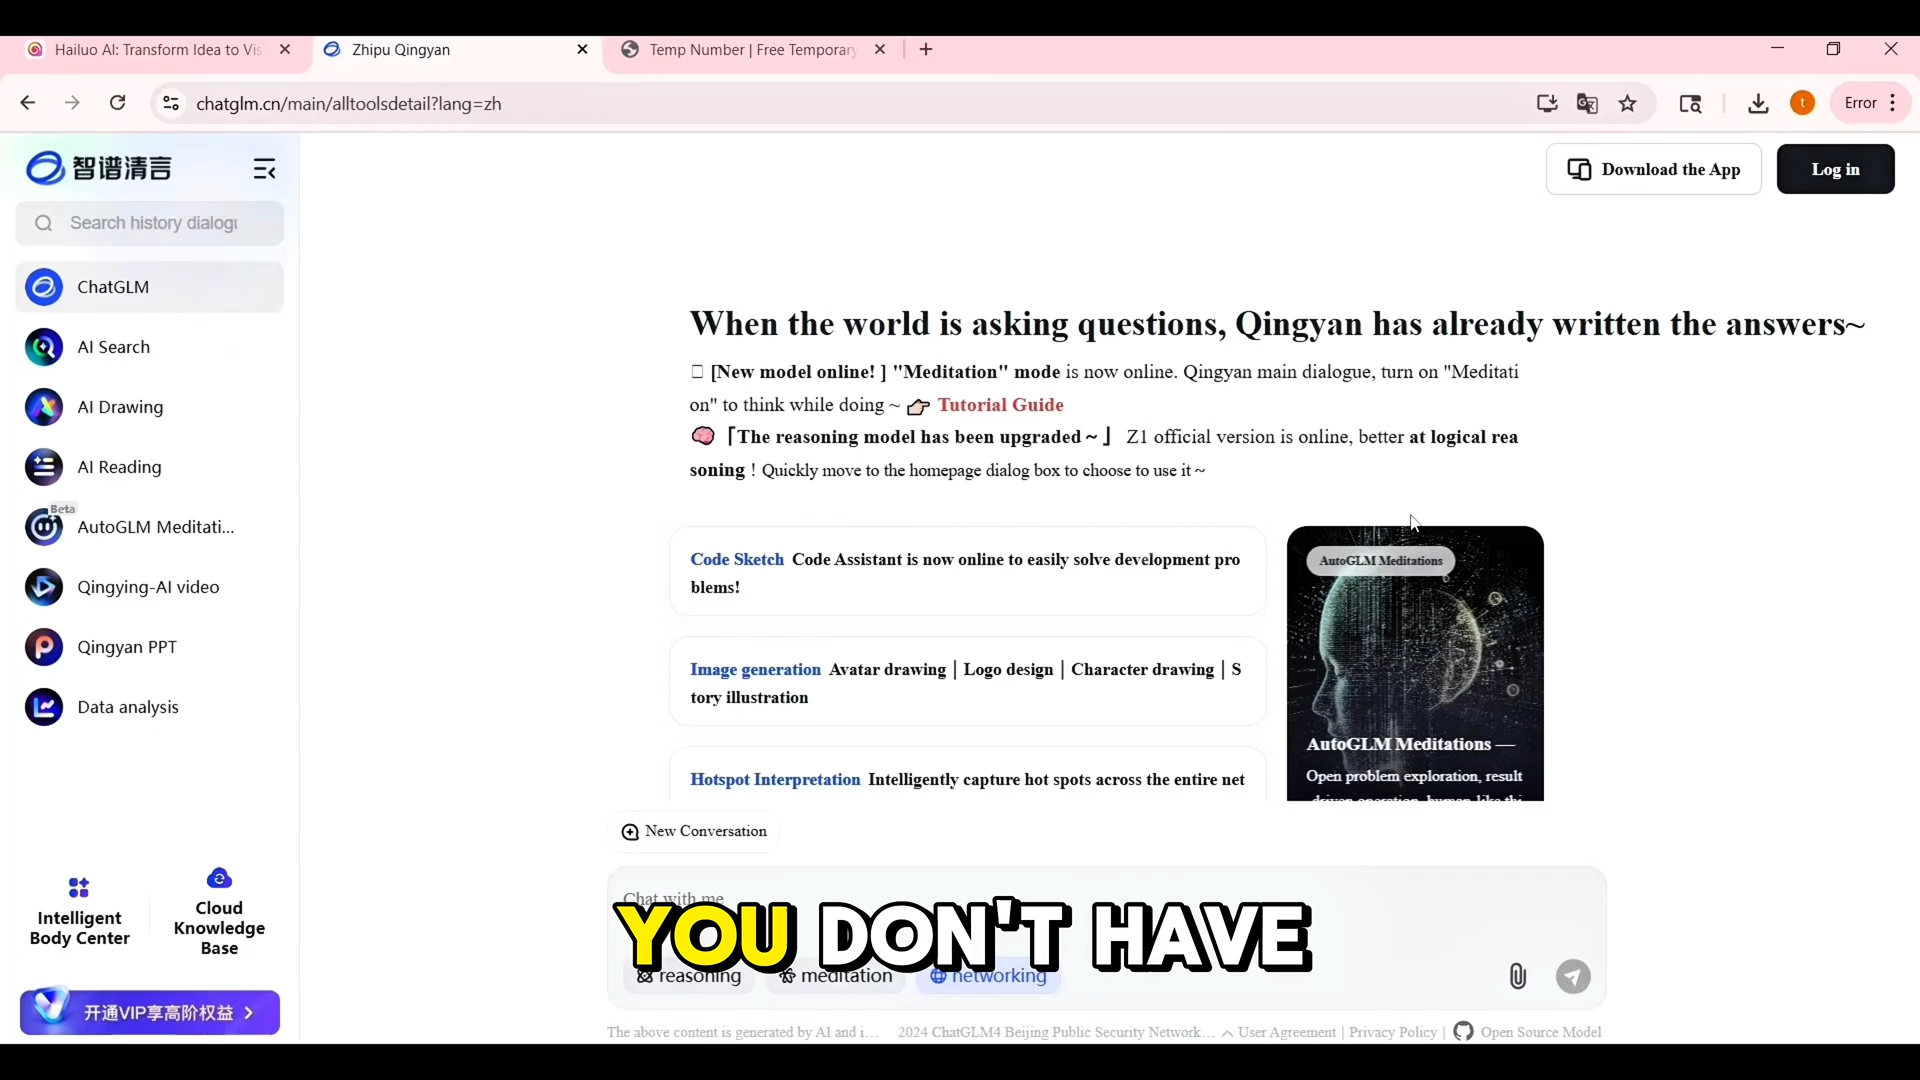 Hailuo AI: Transform Idea to Vis
Zhipu Qingyan
Temp Number | Free Temporary
chatglm.cn/main/alltoolsdetail?lang=zh
t
Error
智谱清言
Download the App
Log in
Search history dialogu
ChatGLM
AI Search
AI Drawing
AI Reading
Beta
AutoGLM Meditati...
Qingying-AI video
Qingyan PPT
Data analysis
When the world is asking questions, Qingyan has already written the answers~
[New model online! ] "Meditation" mode is now online. Qingyan main dialogue, turn on "Meditati
on" to think while doing ~ 👉 Tutorial Guide
🧠「The reasoning model has been upgraded ~」 Z1 official version is online, better at logical rea
soning ! Quickly move to the homepage dialog box to choose to use it ~
Code Sketch Code Assistant is now online to easily solve development pro
blems!
Image generation Avatar drawing | Logo design | Character drawing | S
tory illustration
Hotspot Interpretation Intelligently capture hot spots across the entire net
AutoGLM Meditations
AutoGLM Meditations —
Open problem exploration, result
New Conversation
Chat with me
YOU DON'T HAVE
reasoning
meditation
networking
Intelligent
Body Center
Cloud
Knowledge
Base
开通VIP享高阶权益
The above content is generated by AI and i...
2024 ChatGLM4 Beijing Public Security Network...
User Agreement | Privacy Policy |
Open Source Model